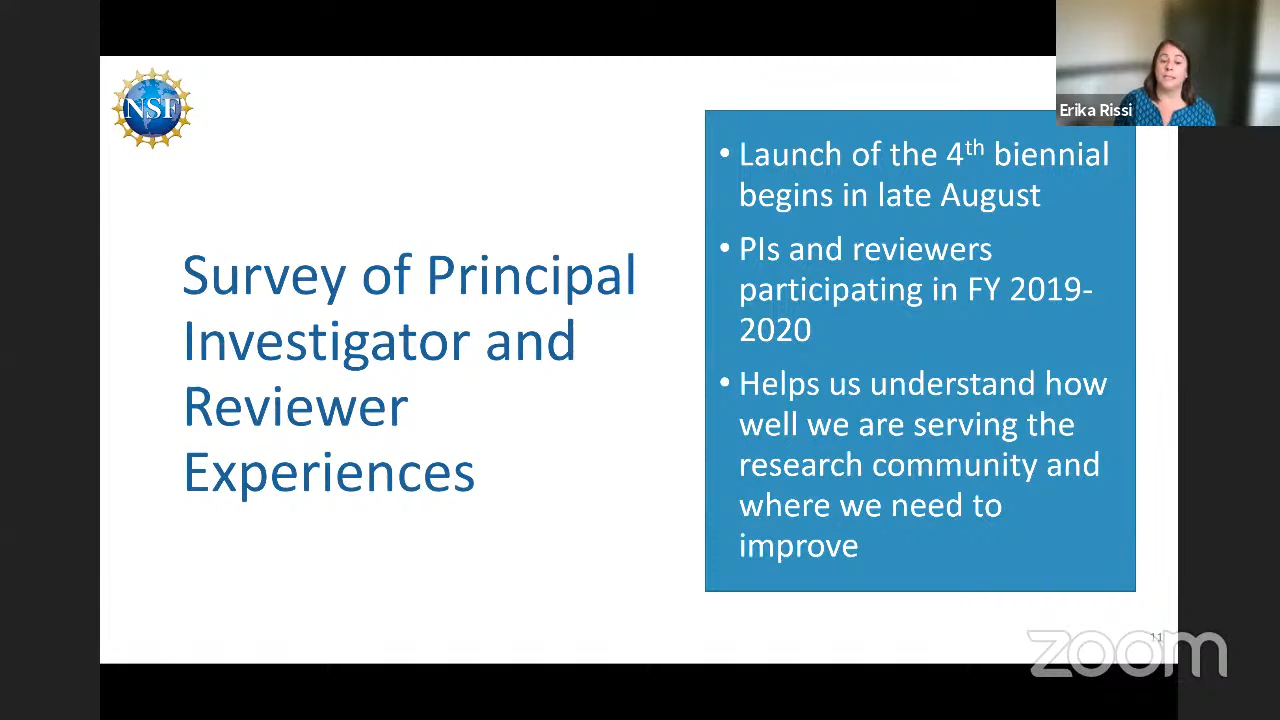 NSF
Erika Rissi
Survey of Principal
Investigator and
Reviewer
Experiences
• Launch of the 4th biennial
begins in late August
• PIs and reviewers
participating in FY 2019-
2020
• Helps us understand how
well we are serving the
research community and
where we need to
improve
11
zoom